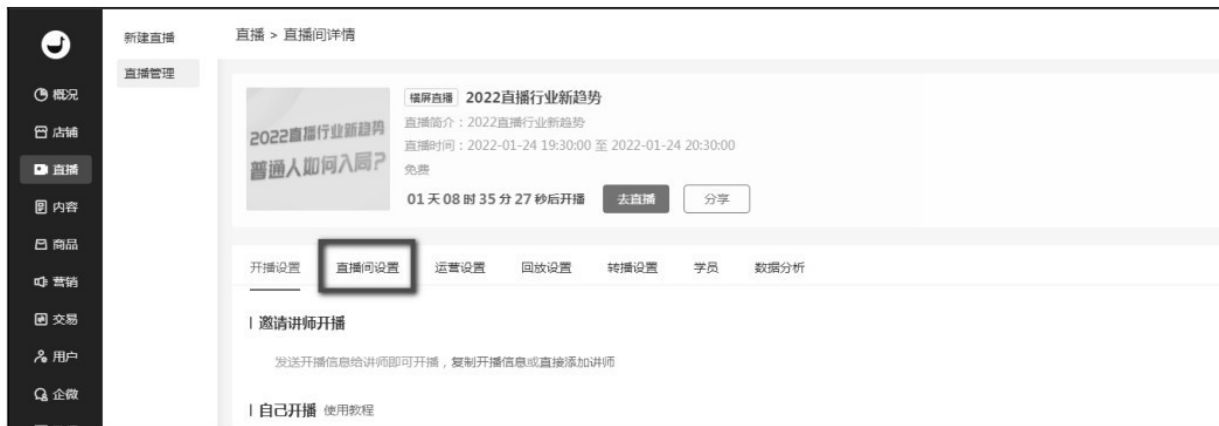 新建直播
直播管理
概况
店铺
直播
内容
商品
营销
交易
用户
企微
直播 > 直播间详情
2022直播行业新趋势
普通人如何入局?
横屏直播 2022直播行业新趋势
直播简介：2022直播行业新趋势
直播时间：2022-01-24 19:30:00 至 2022-01-24 20:30:00
免费
01 天 08 时 35 分 27 秒后开播 去直播 分享
开播设置 直播间设置 运营设置 回放设置 转播设置 学员 数据分析
邀请讲师开播
发送开播信息给讲师即可开播，复制开播信息或直接添加讲师
自己开播 使用教程